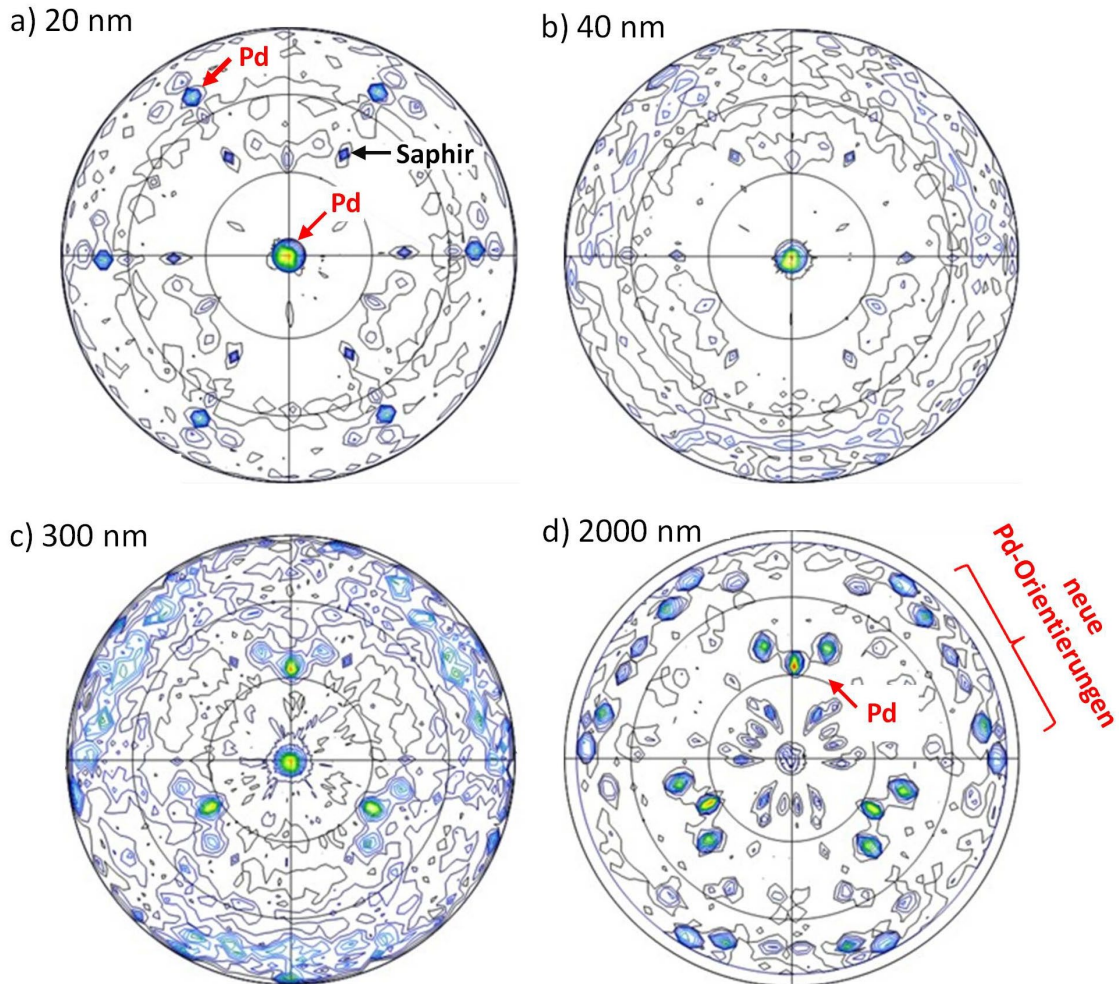 a) 20 nm
Pd
Saphir
Pd
b) 40 nm
c) 300 nm
d) 2000 nm
neue
Pd-Orientierungen
Pd